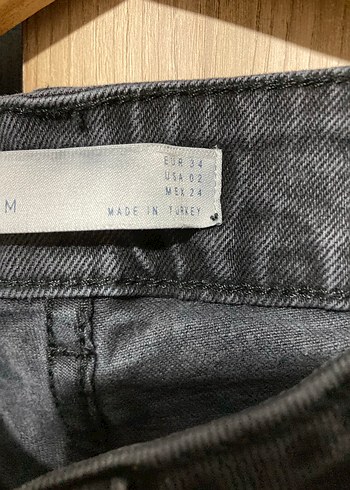 EUR 34
USA 02
MEX 24
M
MADE IN TURKEY